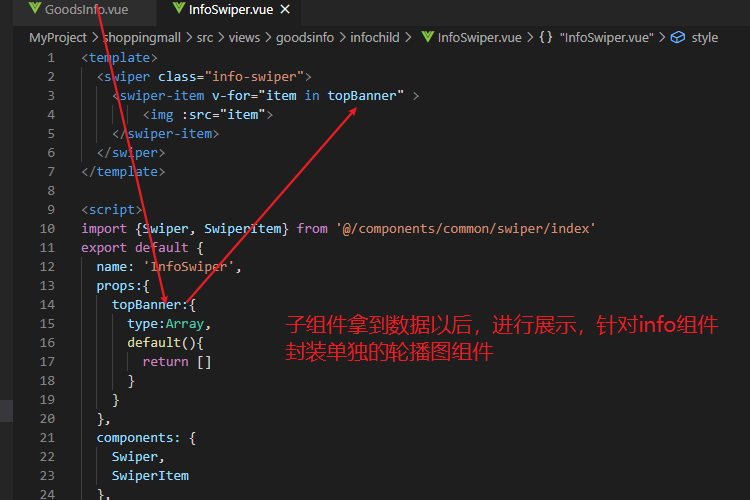 GoodsInfo.vue InfoSwiper.vue ×
MyProject > shoppingmall > src > views > goodsinfo > infochild > InfoSwiper.vue > {} "InfoSwiper.vue" > style
1 <template>
2 <swiper class="info-swiper">
3 <swiper-item v-for="item in topBanner" >
4 <img :src="item">
5 </swiper-item>
6 </swiper>
7 </template>
8
9 <script>
10 import {Swiper, SwiperItem} from '@/components/common/swiper/index'
11 export default {
12 name: 'InfoSwiper',
13 props:{
14 topBanner:{
15 type:Array,
16 default(){
17 return []
18 }
19 }
20 },
21 components: {
22 Swiper,
23 SwiperItem
24 },
子组件拿到数据以后，进行展示，针对info组件
封装单独的轮播图组件